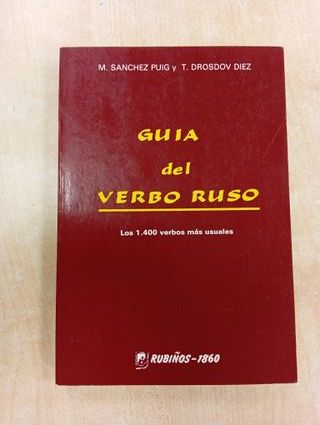 M. SANCHEZ PUIG y T. DROSDOV DIEZ
GUIA
del
VERBO RUSO
Los 1.400 verbos más usuales
RUBIÑOS-1860